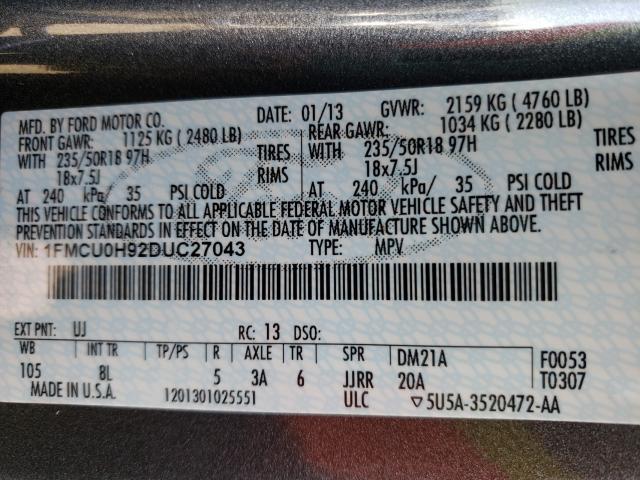 MFD. BY FORD MOTOR CO. DATE: 01/13 GVWR: 2159 KG ( 4760 LB)
FRONT GAWR: 1125 KG ( 2480 LB) REAR GAWR: 1034 KG ( 2280 LB)
WITH 235/50R18 97H TIRES WITH 235/50R18 97H TIRES
18x7.5J RIMS 18x7.5J RIMS
AT 240 kPa/ 35 PSI COLD AT 240 kPa/ 35 PSI COLD
THIS VEHICLE CONFORMS TO ALL APPLICABLE FEDERAL MOTOR VEHICLE SAFETY AND THEFT
PREVENTION STANDARDS IN EFFECT ON THE DATE OF MANUFACTURE SHOWN ABOVE.
VIN: 1FMCU0H92DUC27043 TYPE: MPV
EXT PNT: UJ RC: 13 DSO:
WB INT TR TP/PS R AXLE TR SPR DM21A F0053
105 8L 5 3A 6 JJRR 20A T0307
MADE IN U.S.A. 1201301025551 ULC ▽5U5A-3520472-AA